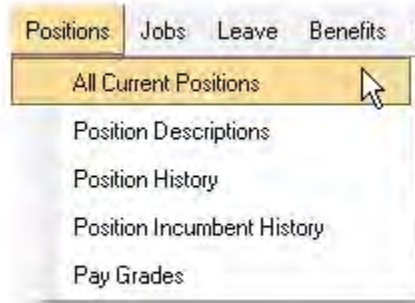 Positions Jobs Leave Benefits
All Current Positions
Position Descriptions
Position History
Position Incumbent History
Pay Grades